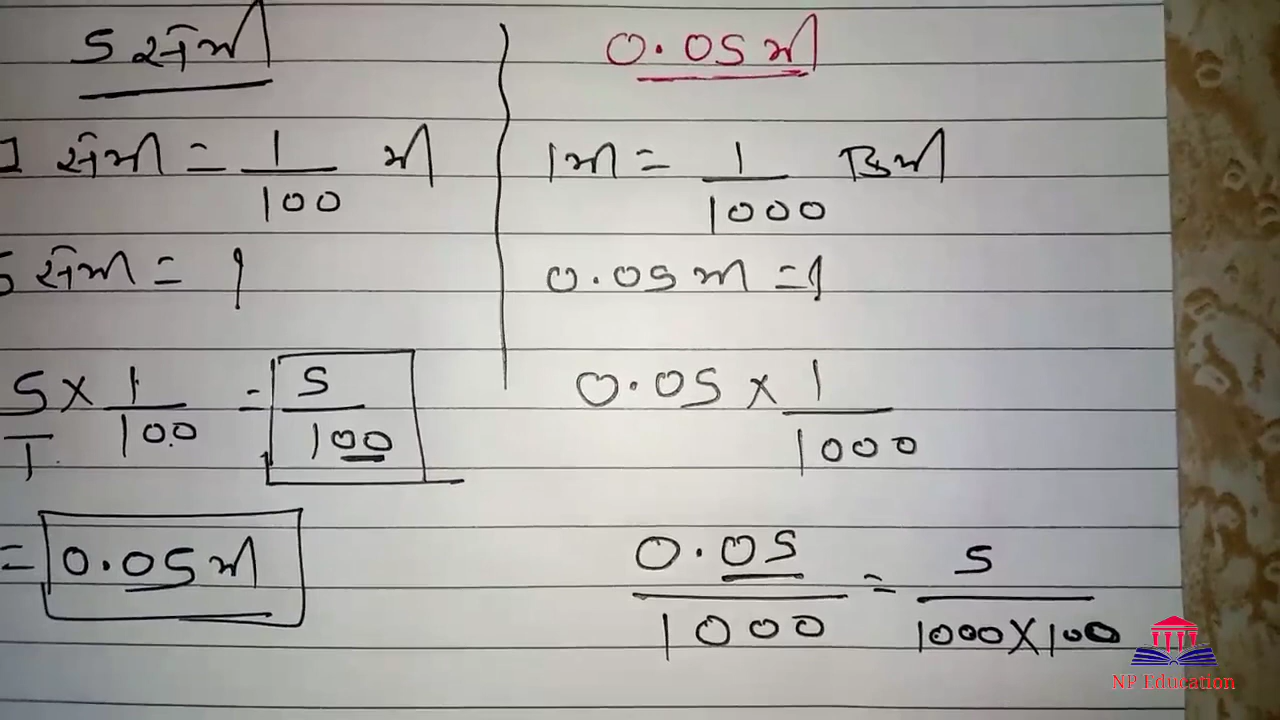 5 સેમી
1 સેમી = 1/100 મી
5 સેમી = ?
5/1 × 1/100 = 5/100
= 0.05 મી
0.05 મી
1 મી = 1/1000 કિમી
0.05 મી = ?
0.05 × 1/1000
0.05/1000 = 5/1000×100
NP Education